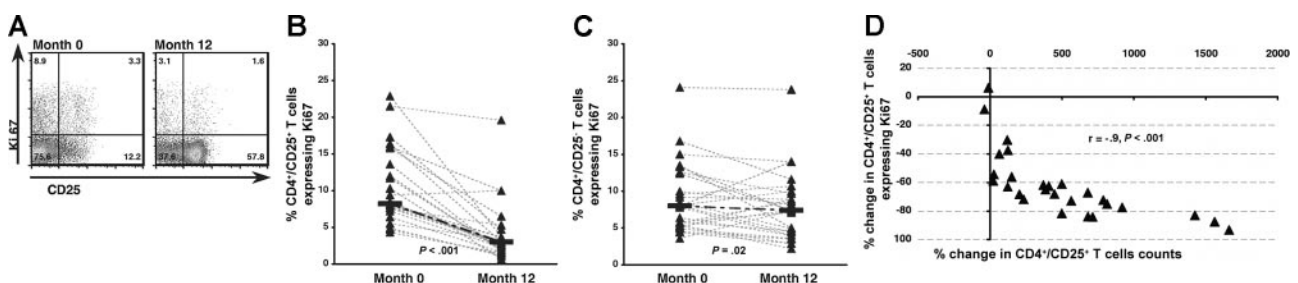 A
Month 0
Month 12
8.9
3.3
3.1
1.6
Ki 67
75.6
12.2
37.6
57.8
CD25
B
30
25
20
15
10
5
0
% CD4⁺/CD25⁺ T cells
expressing Ki67
P < .001
Month 0
Month 12
C
30
25
20
15
10
5
0
% CD4⁺/CD25⁻ T cells
expressing Ki67
P = .02
Month 0
Month 12
D
-500
0
500
1000
1500
2000
20
0
-20
-40
-60
-80
100
% change in CD4⁺/CD25⁺ T cells
expressing Ki67
r = -.9, P < .001
% change in CD4⁺/CD25⁺ T cells counts